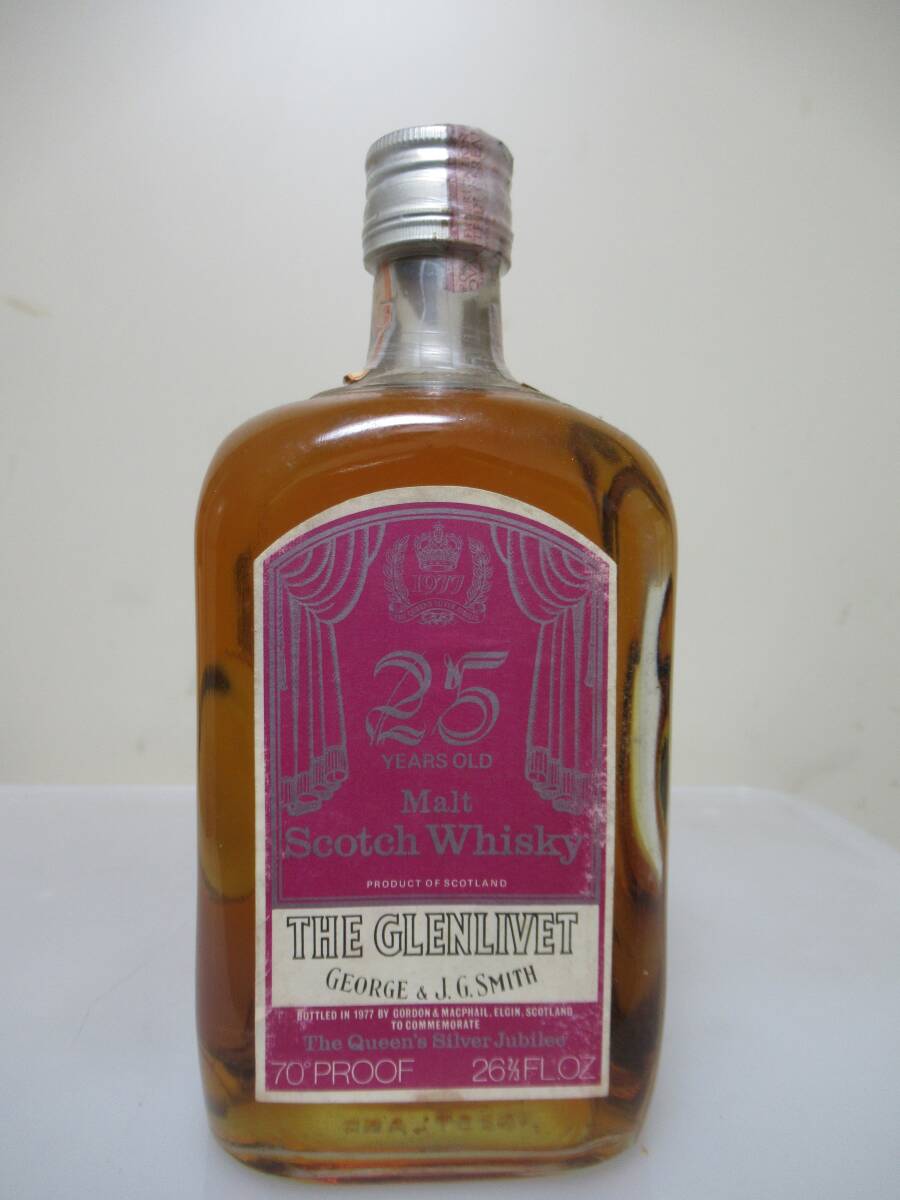 1977
25
YEARS OLD
Malt
Scotch Whisky
PRODUCT OF SCOTLAND
THE GLENLIVET
GEORGE & J. G. SMITH
BOTTLED IN 1977 BY GORDON & MACPHAIL, ELGIN, SCOTLAND
TO COMMEMORATE
The Queen's Silver Jubilee
70° PROOF 26⅔ FL.OZ